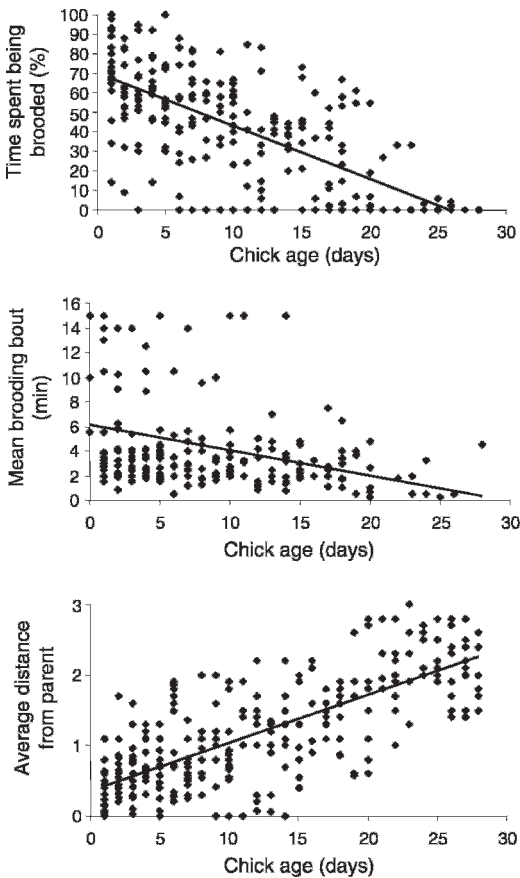 Time spent being
brooded (%)
100
90
80
70
60
50
40
30
20
10
0
0 5 10 15 20 25 30
Chick age (days)
Mean brooding bout
(min)
16
14
12
10
8
6
4
2
0
0 5 10 15 20 25 30
Chick age (days)
Average distance
from parent
3
2
1
0
0 5 10 15 20 25 30
Chick age (days)